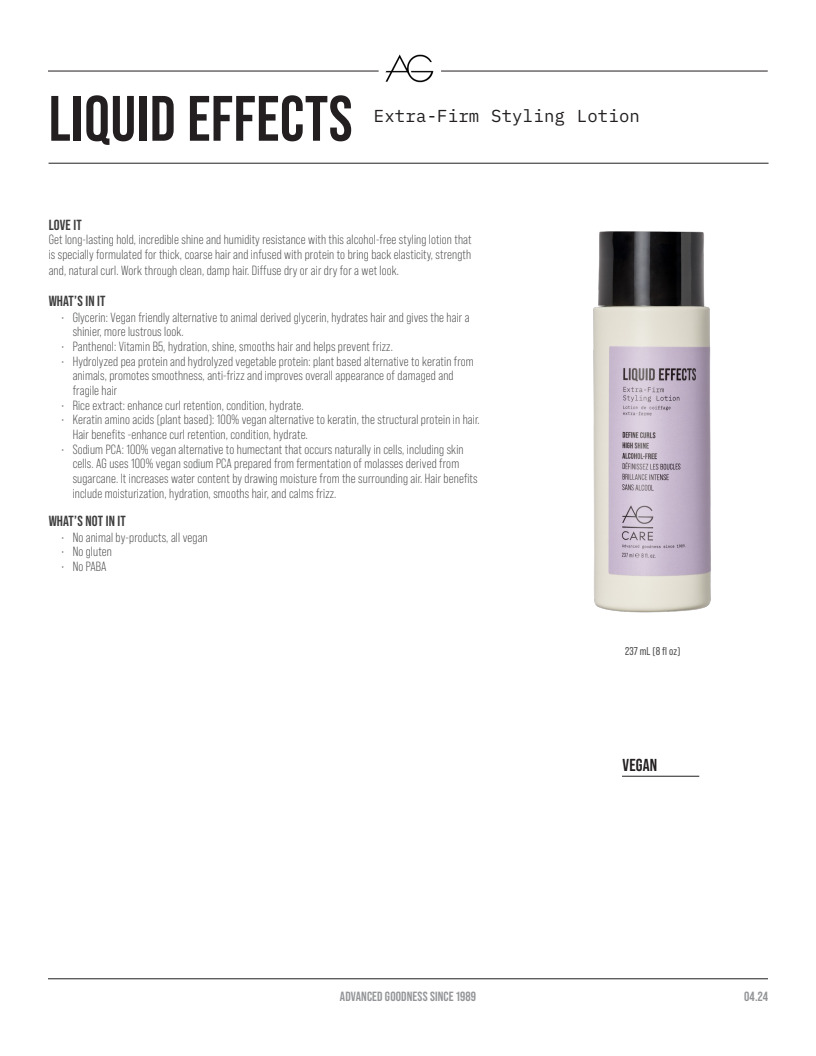 AG
LIQUID EFFECTS
Extra-Firm Styling Lotion
LOVE IT
Get long-lasting hold, incredible shine and humidity resistance with this alcohol-free styling lotion that
is specially formulated for thick, coarse hair and infused with protein to bring back elasticity, strength
and, natural curl. Work through clean, damp hair. Diffuse dry or air dry for a wet look.
WHAT'S IN IT
· Glycerin: Vegan friendly alternative to animal derived glycerin, hydrates hair and gives the hair a
shinier, more lustrous look.
· Panthenol: Vitamin B5, hydration, shine, smooths hair and helps prevent frizz.
· Hydrolyzed pea protein and hydrolyzed vegetable protein: plant based alternative to keratin from
animals, promotes smoothness, anti-frizz and improves overall appearance of damaged and
fragile hair
· Rice extract: enhance curl retention, condition, hydrate.
· Keratin amino acids (plant based): 100% vegan alternative to keratin, the structural protein in hair.
Hair benefits -enhance curl retention, condition, hydrate.
· Sodium PCA: 100% vegan alternative to humectant that occurs naturally in cells, including skin
cells. AG uses 100% vegan sodium PCA prepared from fermentation of molasses derived from
sugarcane. It increases water content by drawing moisture from the surrounding air. Hair benefits
include moisturization, hydration, smooths hair, and calms frizz.
WHAT'S NOT IN IT
· No animal by-products, all vegan
· No gluten
· No PABA
LIQUID EFFECTS
Extra-Firm
Styling Lotion
Lotion de coiffage
extra-ferme
DEFINE CURLS
HIGH SHINE
ALCOHOL-FREE
DÉFINISSEZ LES BOUCLES
BRILLANCE INTENSE
SANS ALCOOL
AG
CARE
Advanced goodness since 1989
237 ml ℮ 8 fl oz.
237 mL (8 fl oz)
VEGAN
ADVANCED GOODNESS SINCE 1989
04.24